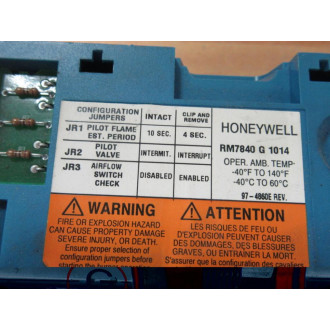 CONFIGURATION JUMPERS INTACT CLIP AND REMOVE
JR1 PILOT FLAME EST. PERIOD 10 SEC. 4 SEC.
JR2 PILOT VALVE INTERMIT. INTERRUPT
JR3 AIRFLOW SWITCH CHECK DISABLED ENABLED
HONEYWELL
RM7840 G 1014
OPER. AMB. TEMP-
-40°F TO 140°F
-40°C TO 60°C
97-4860E REV.
WARNING
FIRE OR EXPLOSION HAZARD
CAN CAUSE PROPERTY DAMAGE
SEVERE INJURY, OR DEATH
Ensure proper selection of
configuration jumpers before
ATTENTION
LES RISQUES DE FEU OU
D'EXPLOSION PEUVENT CAUSER
DES DOMMAGES, DES BLESSURES
GRAVES, OU ENTRAÎNER LA MORT
S'assurer que la configuration